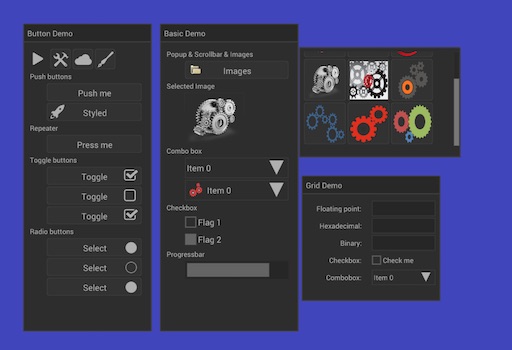 Button Demo
Push buttons
Push me
Styled
Repeater
Press me
Toggle buttons
Toggle
Toggle
Toggle
Radio buttons
Select
Select
Select
Basic Demo
Popup & Scrollbar & Images
Images
Selected Image
Combo box
Item 0
Item 0
Checkbox
Flag 1
Flag 2
Progressbar
Grid Demo
Floating point:
Hexadecimal:
Binary:
Checkbox: Check me
Combobox: Item 0